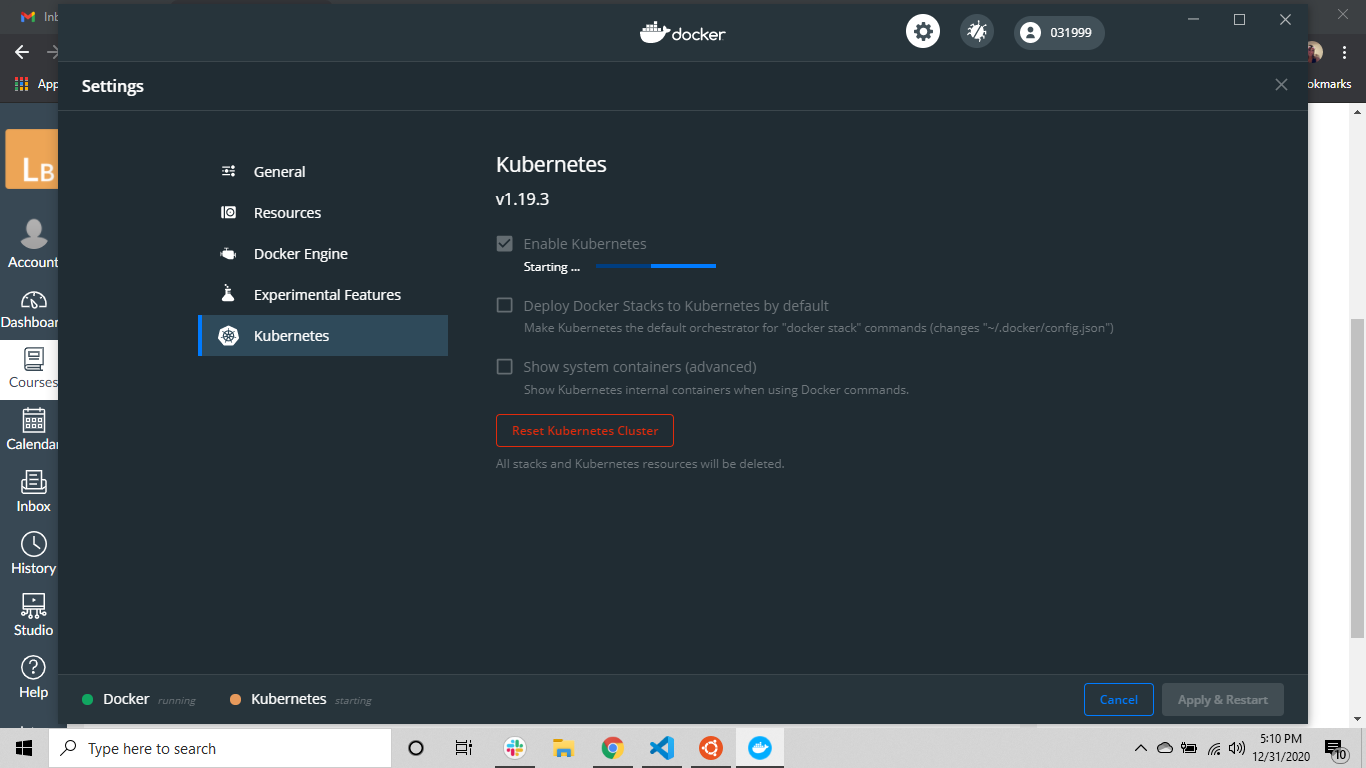 Inb
docker
031999
App
okmarks
Settings
LB
Account
Dashboar
Courses
Calendar
Inbox
History
Studio
Help
General
Resources
Docker Engine
Experimental Features
Kubernetes
Kubernetes
v1.19.3
Enable Kubernetes
Starting ...
Deploy Docker Stacks to Kubernetes by default
Make Kubernetes the default orchestrator for "docker stack" commands (changes "~/.docker/config.json")
Show system containers (advanced)
Show Kubernetes internal containers when using Docker commands.
Reset Kubernetes Cluster
All stacks and Kubernetes resources will be deleted.
Docker running
Kubernetes starting
Cancel
Apply & Restart
Type here to search
5:10 PM
12/31/2020
10